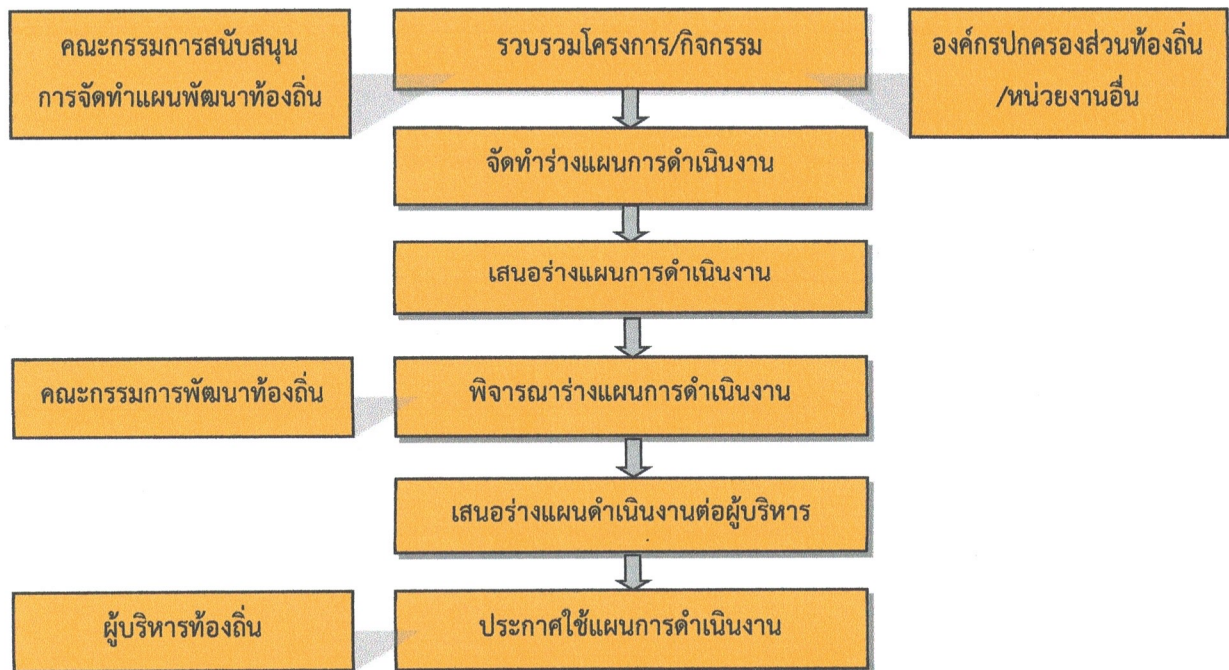 คณะกรรมการสนับสนุน
การจัดทำแผนพัฒนาท้องถิ่น
รวบรวมโครงการ/กิจกรรม
องค์กรปกครองส่วนท้องถิ่น
/หน่วยงานอื่น
จัดทำร่างแผนการดำเนินงาน
เสนอร่างแผนการดำเนินงาน
คณะกรรมการพัฒนาท้องถิ่น
พิจารณาร่างแผนการดำเนินงาน
เสนอร่างแผนดำเนินงานต่อผู้บริหาร
ผู้บริหารท้องถิ่น
ประกาศใช้แผนการดำเนินงาน